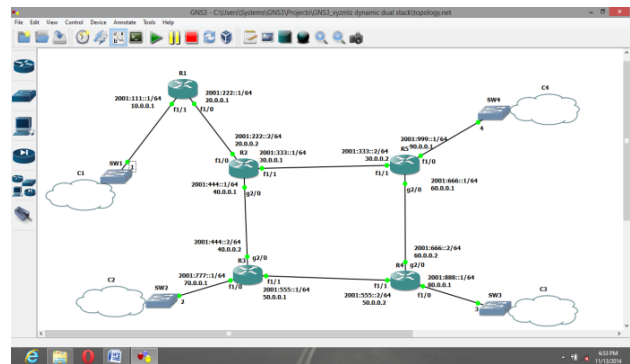 GNS3 - C:\Users\Systems\GNS3\Projects\GNS3_vyzmlz dynamic dual stack\topology.net
File Edit View Control Device Annotate Tools Help
R1
2001:111::1/64
10.0.0.1
2001:222::1/64
20.0.0.1
f1/1
f1/0
SW1
1
C1
2001:222::2/64
20.0.0.2
f1/0
R2
2001:333::1/64
30.0.0.1
f1/1
g2/0
2001:444::1/64
40.0.0.1
2001:333::2/64
30.0.0.2
f1/1
R5
2001:999::1/64
90.0.0.1
f1/0
SW4
4
C4
g2/0
2001:666::1/64
60.0.0.1
2001:444::2/64
40.0.0.2
g2/0
R3
2001:777::1/64
70.0.0.1
f1/0
f1/1
2001:555::1/64
50.0.0.1
C2
SW2
2
2001:666::2/64
60.0.0.2
g2/0
R4
2001:888::1/64
80.0.0.1
f1/1
f1/0
2001:555::2/64
50.0.0.2
SW3
3
C3
6:53 PM
11/13/2014